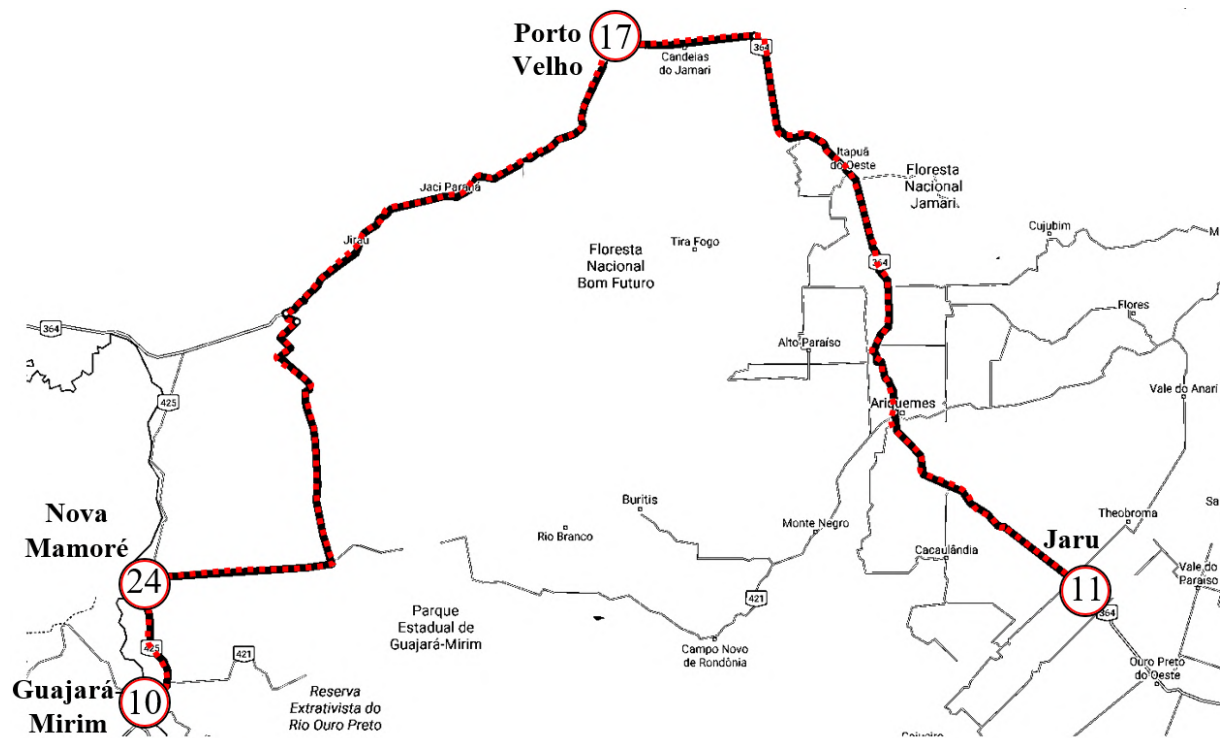 Porto
Velho
17
364
Candeias
do Jamari
Itapuã
do Oeste
Floresta
Nacional
Jamari
Jaci Paraná
Jirau
Floresta
Nacional
Bom Futuro
Tira Fogo
Cujubim
M
364
364
Flores
Alto Paraíso
425
Ariquemes
Vale do Anari
Buritis
Sa
Nova
Mamoré
Rio Branco
Monte Negro
Theobroma
Jaru
Cacaulândia
Vale do
Paraíso
24
11
421
364
Parque
Estadual de
Guajará-Mirim
Campo Novo
de Rondônia
425
421
Ouro Preto
do Oeste
Guajará-
Mirim
10
Reserva
Extrativista do
Rio Ouro Preto